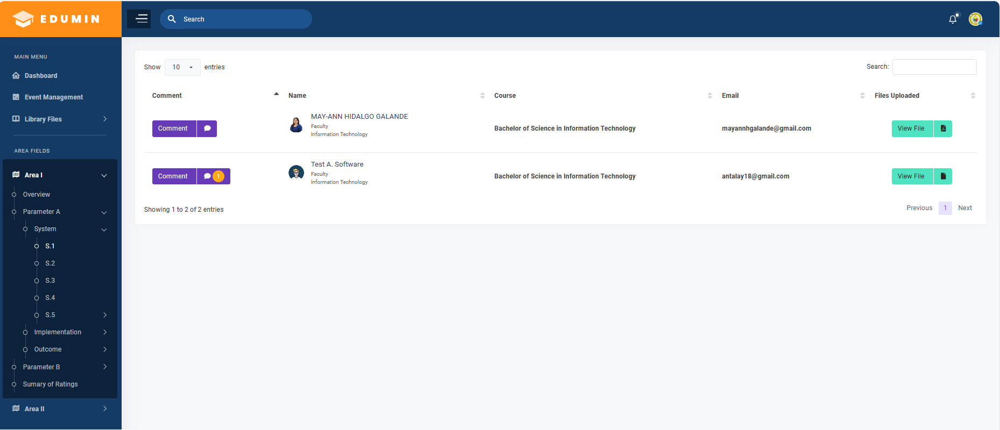 EDUMIN
Search
MAIN MENU
Dashboard
Event Management
Library Files
AREA FIELDS
Area I
Overview
Parameter A
System
S.1
S.2
S.3
S.4
S.5
Implementation
Outcome
Parameter B
Sumary of Ratings
Area II
Show 10 entries
Search:
Comment Name Course Email Files Uploaded
MAY-ANN HIDALGO GALANDE
Faculty
Information Technology
Comment Bachelor of Science in Information Technology mayannhgalande@gmail.com View File
Test A. Software
Faculty
Information Technology
Comment 1 Bachelor of Science in Information Technology antalay18@gmail.com View File
Showing 1 to 2 of 2 entries
Previous 1 Next